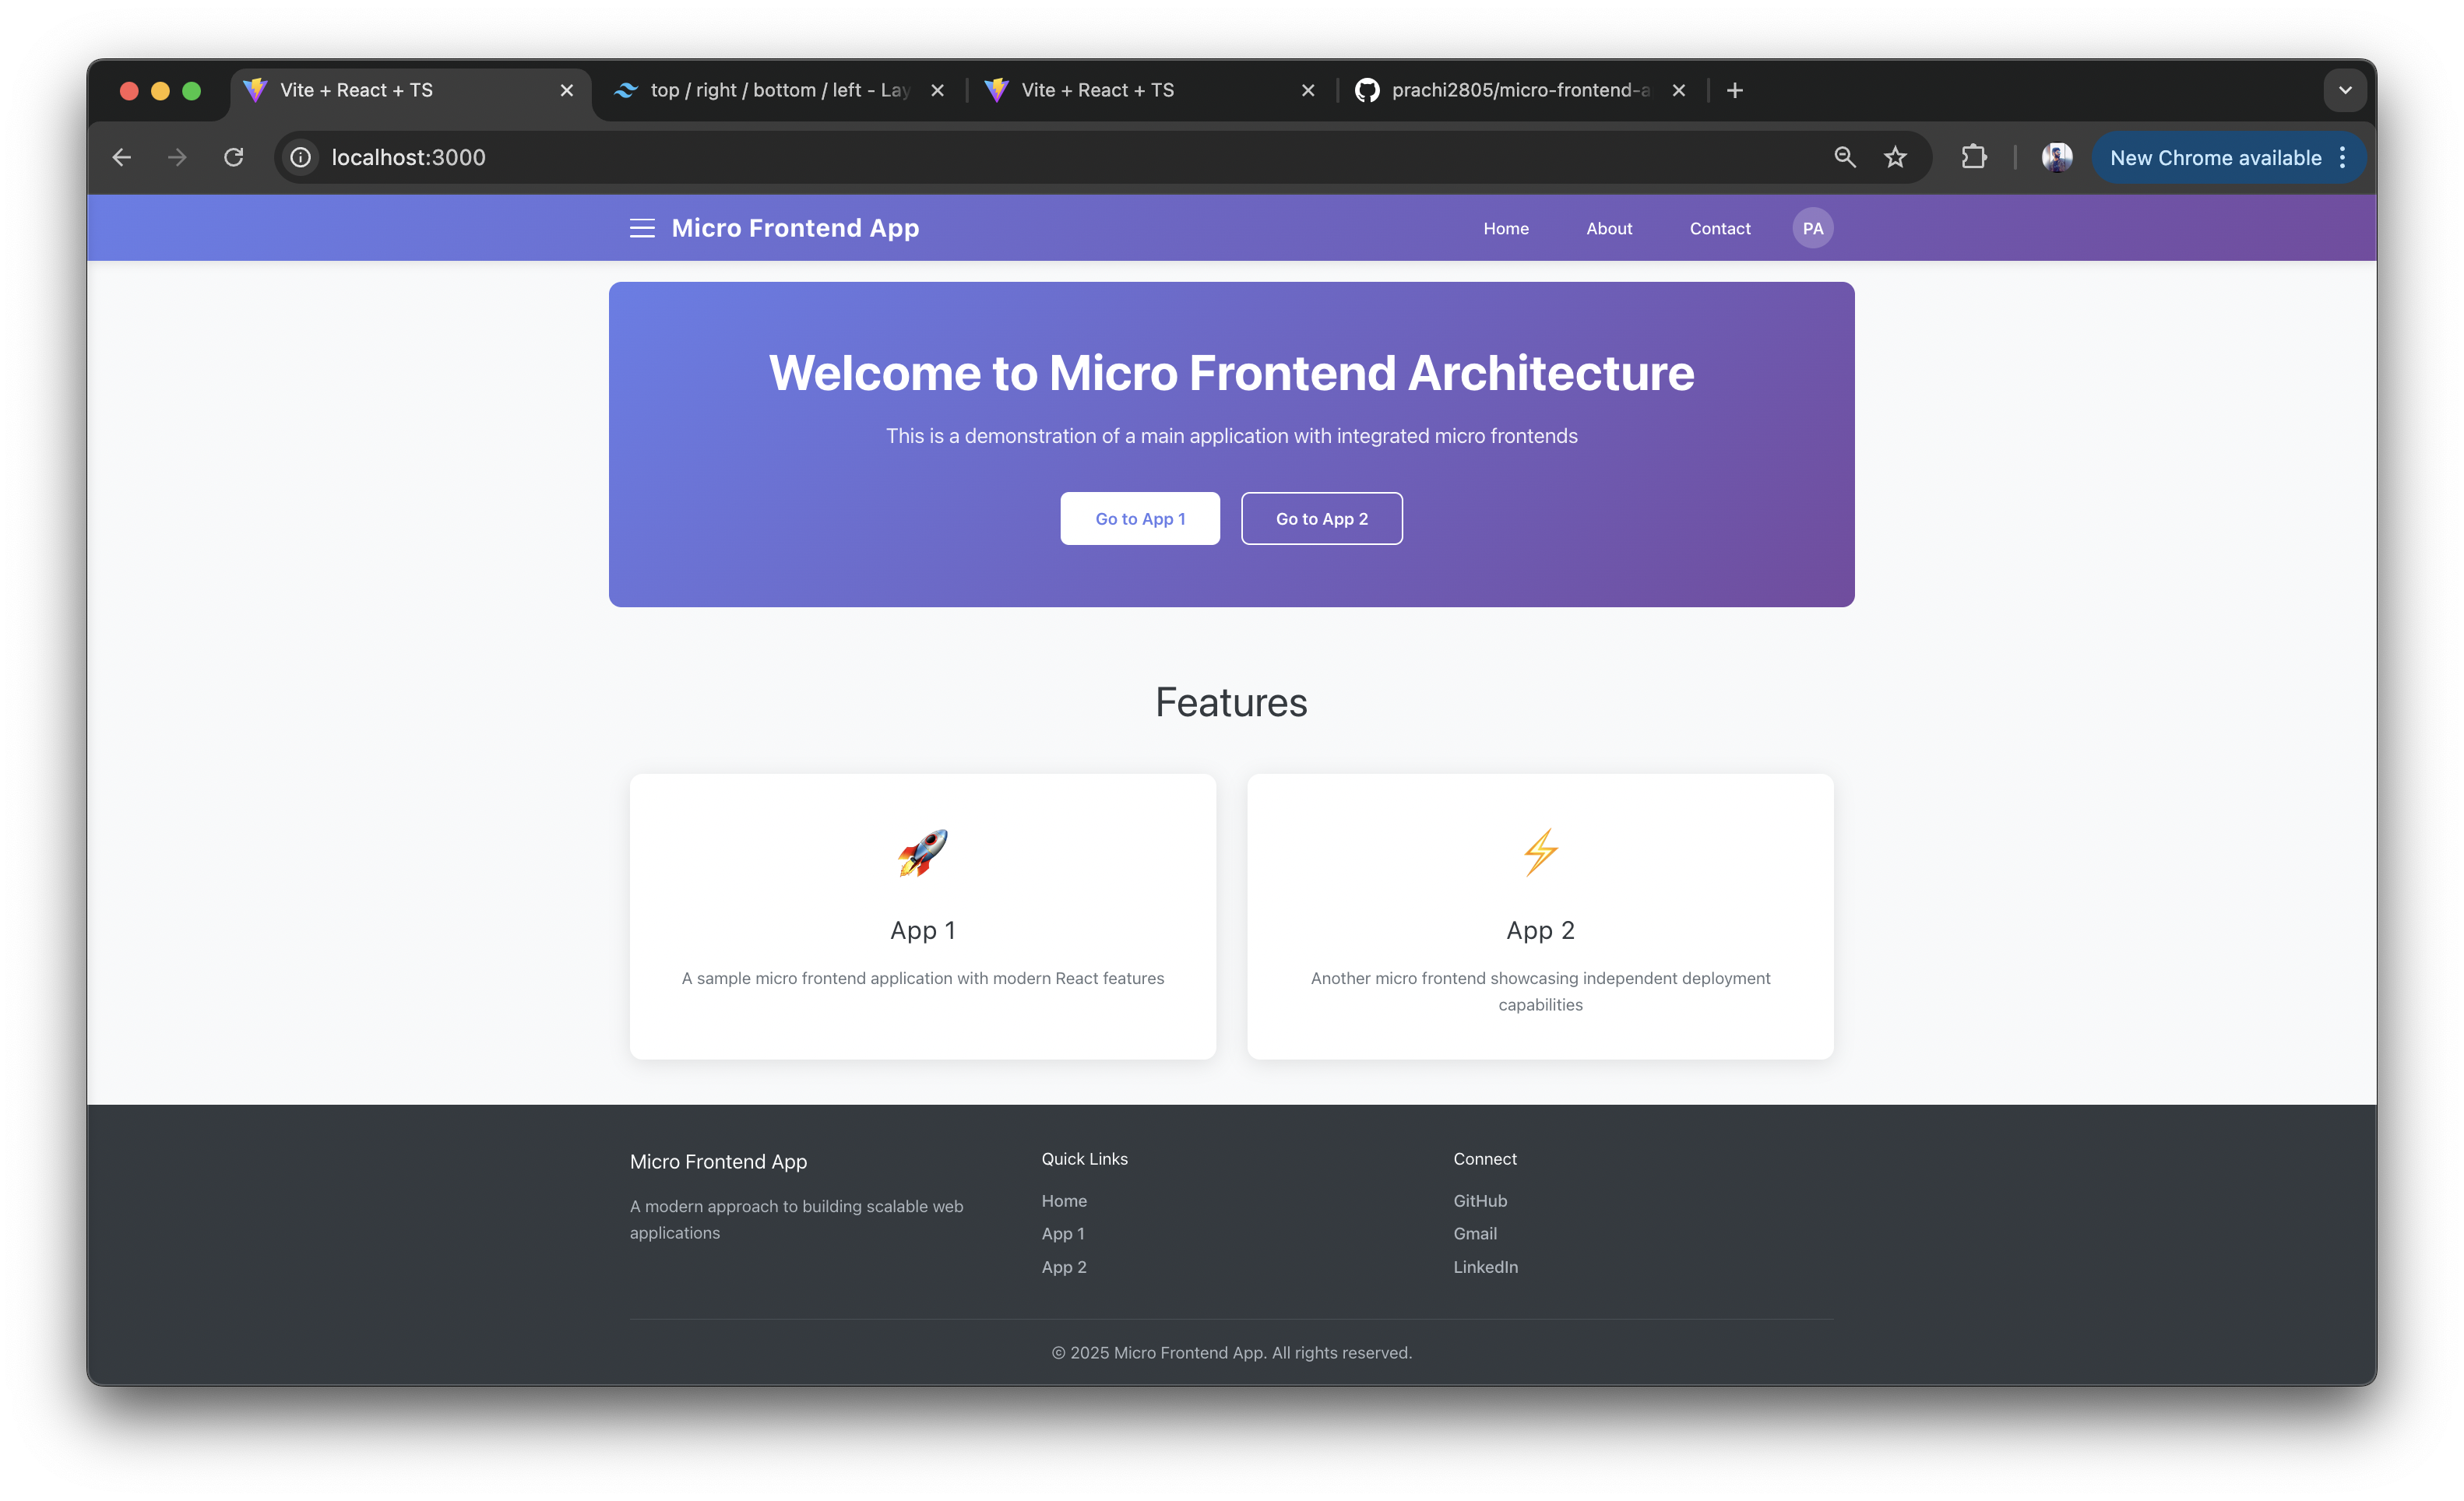 Vite + React + TS
top / right / bottom / left - Lay
Vite + React + TS
prachi2805/micro-frontend-a
localhost:3000
New Chrome available
Micro Frontend App
Home
About
Contact
PA
Welcome to Micro Frontend Architecture
This is a demonstration of a main application with integrated micro frontends
Go to App 1
Go to App 2
Features
App 1
A sample micro frontend application with modern React features
App 2
Another micro frontend showcasing independent deployment
capabilities
Micro Frontend App
A modern approach to building scalable web
applications
Quick Links
Home
App 1
App 2
Connect
GitHub
Gmail
LinkedIn
© 2025 Micro Frontend App. All rights reserved.